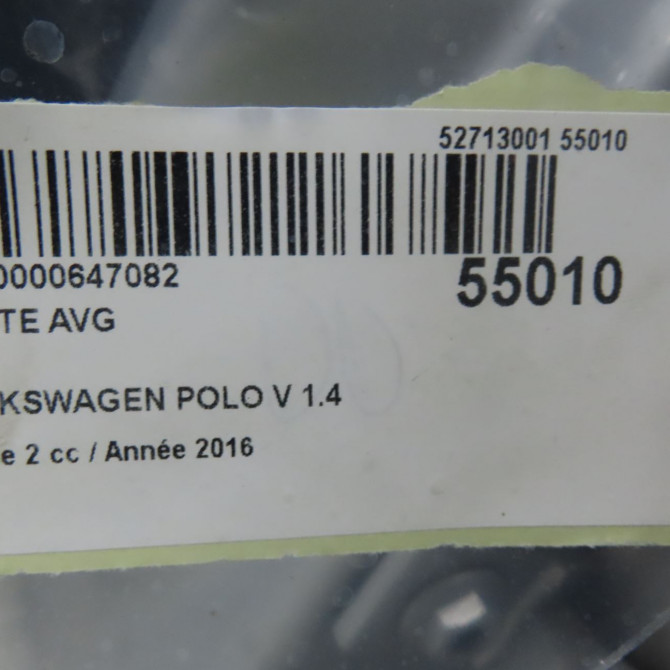 52713001 55010
0000647082
55010
TE AVG
KSWAGEN POLO V 1.4
e 2 cc / Année 2016